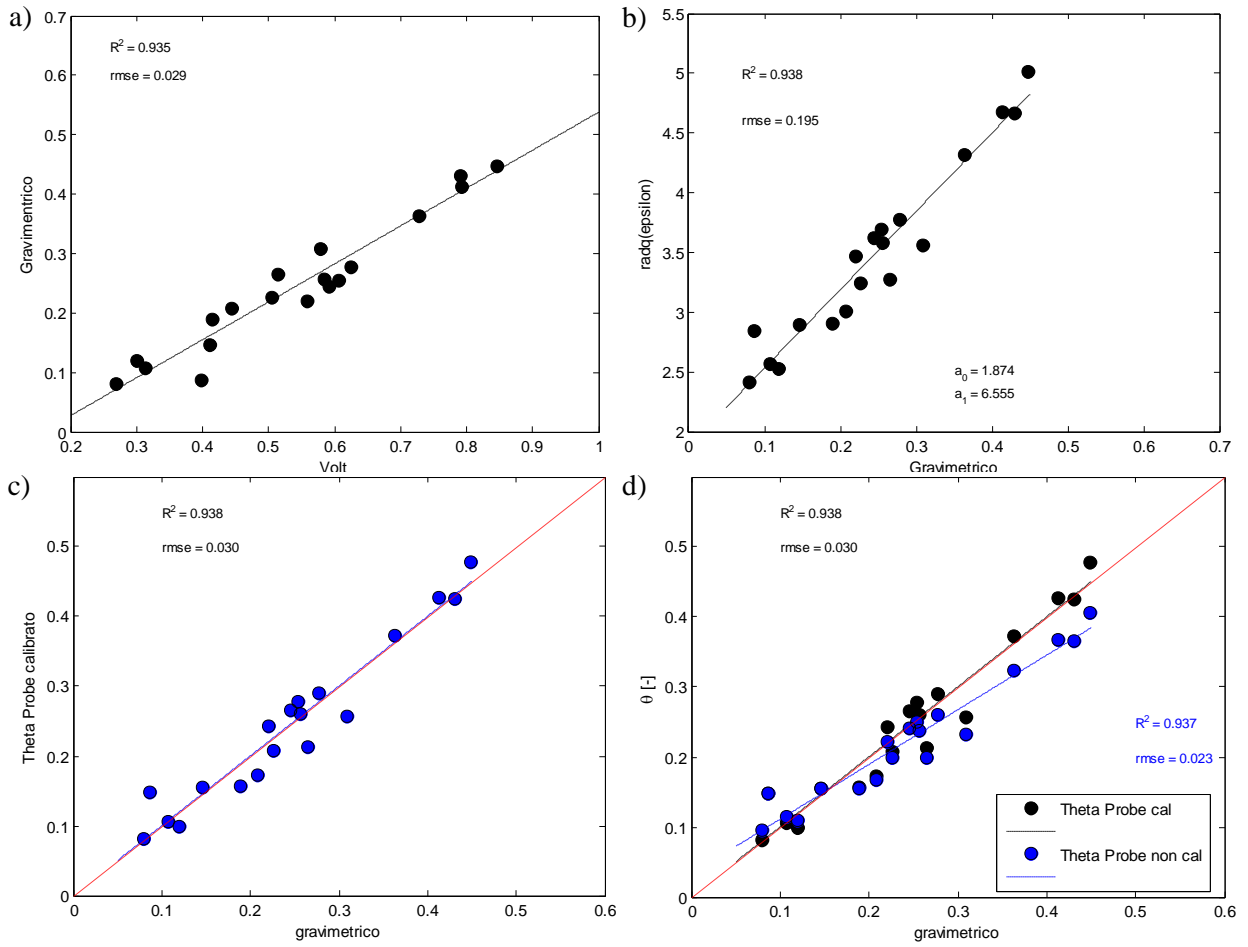 a)
0.7
0.6
0.5
0.4
0.3
0.2
0.1
0
Gravimentrico
R² = 0.935
rmse = 0.029
0.2 0.3 0.4 0.5 0.6 0.7 0.8 0.9 1
Volt
b)
5.5
5
4.5
4
3.5
3
2.5
2
radq(epsilon)
R² = 0.938
rmse = 0.195
a₀ = 1.874
a₁ = 6.555
0.1 0.2 0.3 0.4 0.5 0.6 0.7
Gravimetrico
c)
0.5
0.4
0.3
0.2
0.1
0
Theta Probe calibrato
R² = 0.938
rmse = 0.030
0 0.1 0.2 0.3 0.4 0.5 0.6
gravimetrico
d)
0.5
0.4
0.3
0.2
0.1
0
θ [-]
R² = 0.938
rmse = 0.030
R² = 0.937
rmse = 0.023
Theta Probe cal
Theta Probe non cal
0 0.1 0.2 0.3 0.4 0.5 0.6
gravimetrico